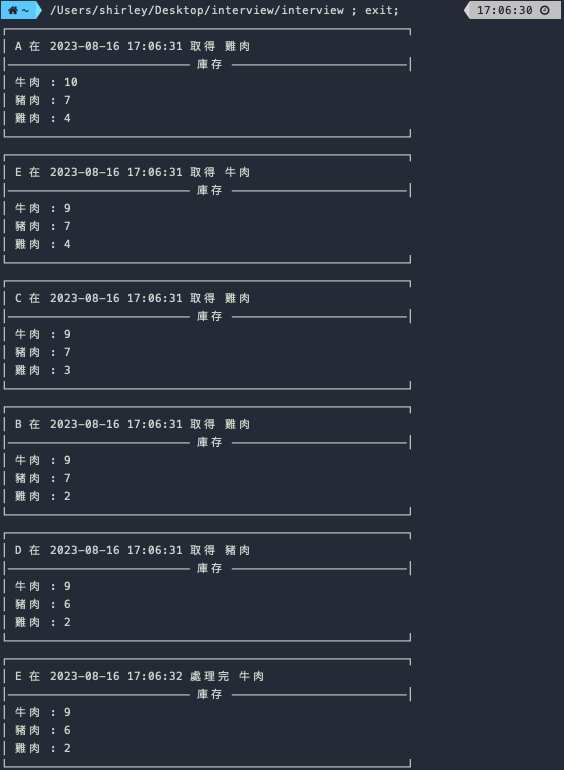 ~ /Users/shirley/Desktop/interview/interview ; exit; 17:06:30
A 在 2023-08-16 17:06:31 取得 雞肉
庫存
牛肉 : 10
豬肉 : 7
雞肉 : 4
E 在 2023-08-16 17:06:31 取得 牛肉
庫存
牛肉 : 9
豬肉 : 7
雞肉 : 4
C 在 2023-08-16 17:06:31 取得 雞肉
庫存
牛肉 : 9
豬肉 : 7
雞肉 : 3
B 在 2023-08-16 17:06:31 取得 雞肉
庫存
牛肉 : 9
豬肉 : 7
雞肉 : 2
D 在 2023-08-16 17:06:31 取得 豬肉
庫存
牛肉 : 9
豬肉 : 6
雞肉 : 2
E 在 2023-08-16 17:06:32 處理完 牛肉
庫存
牛肉 : 9
豬肉 : 6
雞肉 : 2